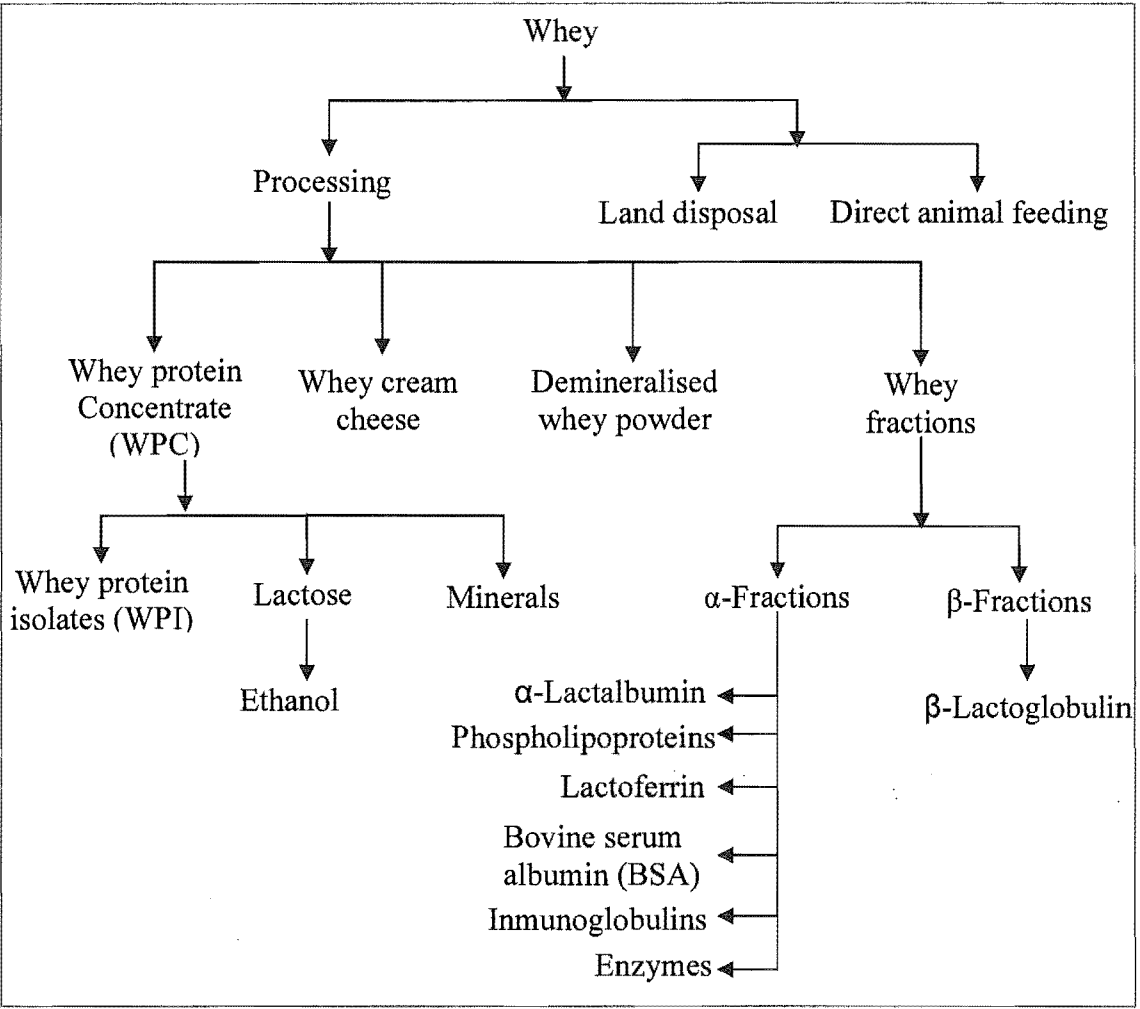 Whey
Processing
Land disposal
Direct animal feeding
Whey protein
Concentrate
(WPC)
Whey cream
cheese
Demineralised
whey powder
Whey
fractions
Whey protein
isolates (WPI)
Lactose
Minerals
α-Fractions
β-Fractions
Ethanol
α-Lactalbumin
Phospholipoproteins
Lactoferrin
Bovine serum
albumin (BSA)
Inmunoglobulins
Enzymes
β-Lactoglobulin